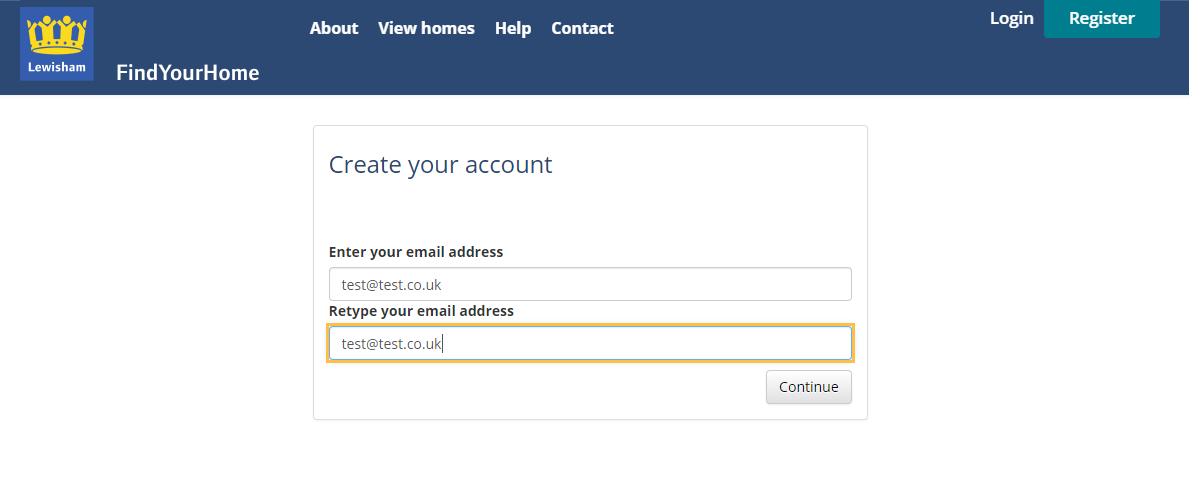 About View homes Help Contact
Login Register
Lewisham
FindYourHome
Create your account
Enter your email address
test@test.co.uk
Retype your email address
test@test.co.uk
Continue